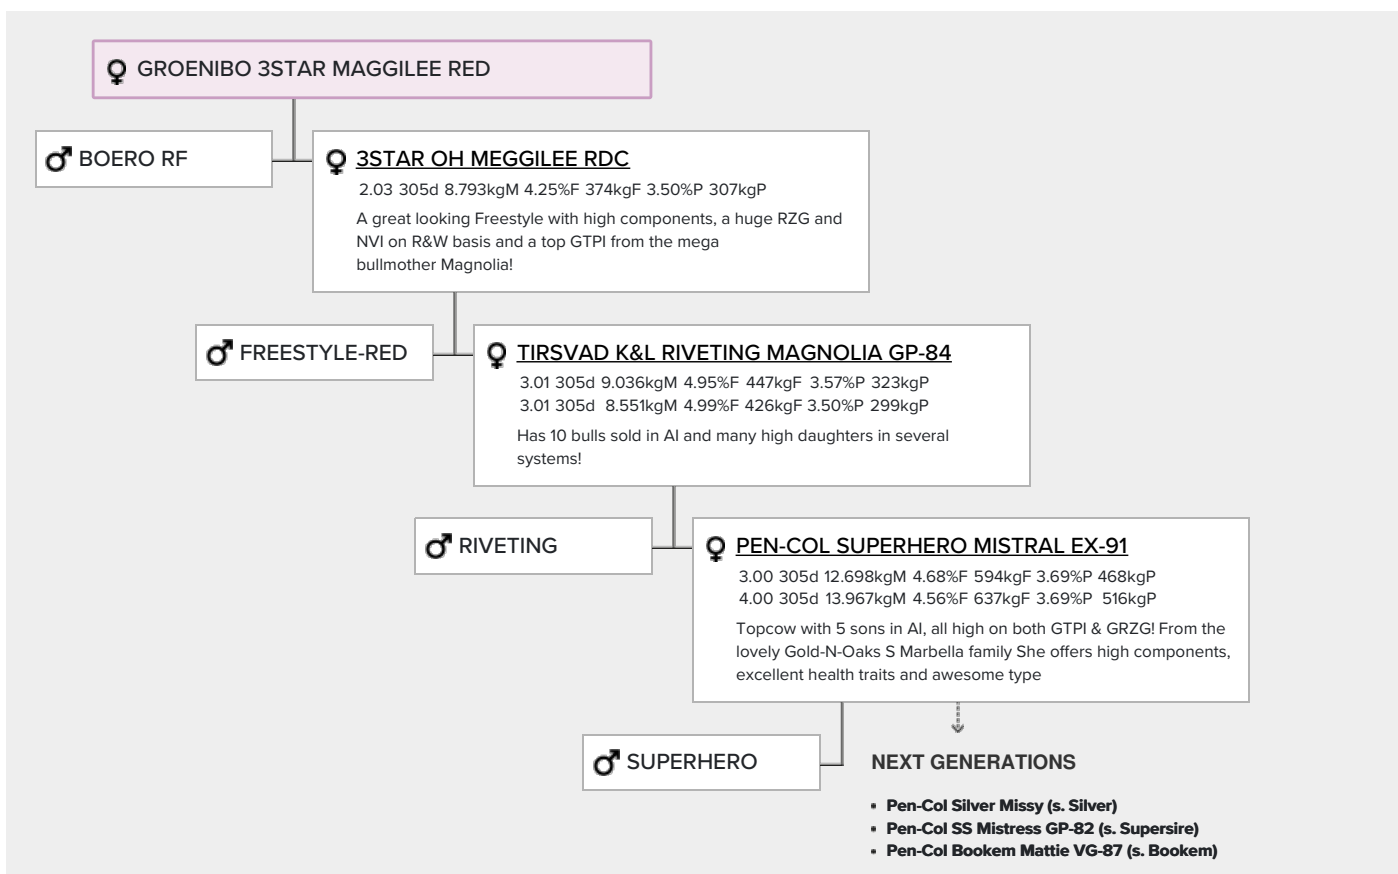 GROENIBO 3STAR MAGGILEE RED
BOERO RF
3STAR OH MEGGILEE RDC
2.03 305d 8.793kgM 4.25%F 374kgF 3.50%P 307kgP
A great looking Freestyle with high components, a huge RZG and
NVI on R&W basis and a top GTPI from the mega
bullmother Magnolia!
FREESTYLE-RED
TIRSVAD K&L RIVETING MAGNOLIA GP-84
3.01 305d 9.036kgM 4.95%F 447kgF 3.57%P 323kgP
3.01 305d 8.551kgM 4.99%F 426kgF 3.50%P 299kgP
Has 10 bulls sold in AI and many high daughters in several
systems!
RIVETING
PEN-COL SUPERHERO MISTRAL EX-91
3.00 305d 12.698kgM 4.68%F 594kgF 3.69%P 468kgP
4.00 305d 13.967kgM 4.56%F 637kgF 3.69%P 516kgP
Topcow with 5 sons in AI, all high on both GTPI & GRZG! From the
lovely Gold-N-Oaks S Marbella family She offers high components,
excellent health traits and awesome type
SUPERHERO
NEXT GENERATIONS
• Pen-Col Silver Missy (s. Silver)
• Pen-Col SS Mistress GP-82 (s. Supersire)
• Pen-Col Bookem Mattie VG-87 (s. Bookem)